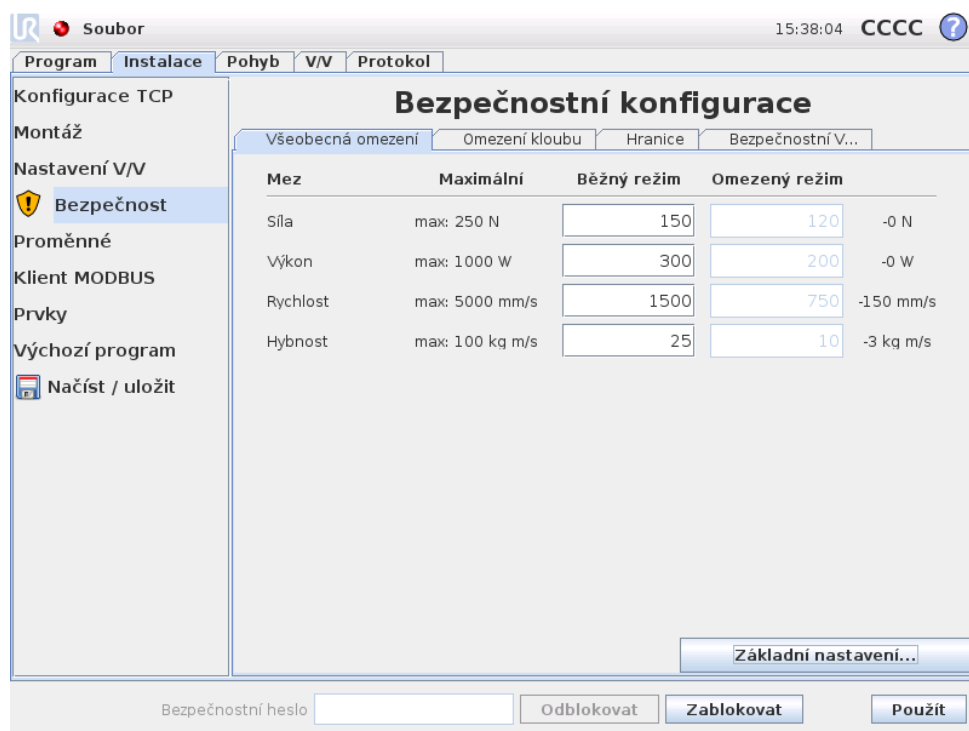 UR Soubor 15:38:04 CCCC ?
Program Instalace Pohyb V/V Protokol
Konfigurace TCP
Montáž
Nastavení V/V
Bezpečnost
Proměnné
Klient MODBUS
Prvky
Výchozí program
Načíst / uložit
Bezpečnostní konfigurace
Všeobecná omezení Omezení kloubu Hranice Bezpečnostní V...
Mez Maximální Běžný režim Omezený režim
Síla max: 250 N 150 120 -0 N
Výkon max: 1000 W 300 200 -0 W
Rychlost max: 5000 mm/s 1500 750 -150 mm/s
Hybnost max: 100 kg m/s 25 10 -3 kg m/s
Základní nastavení...
Bezpečnostní heslo Odblokovat Zablokovat Použít